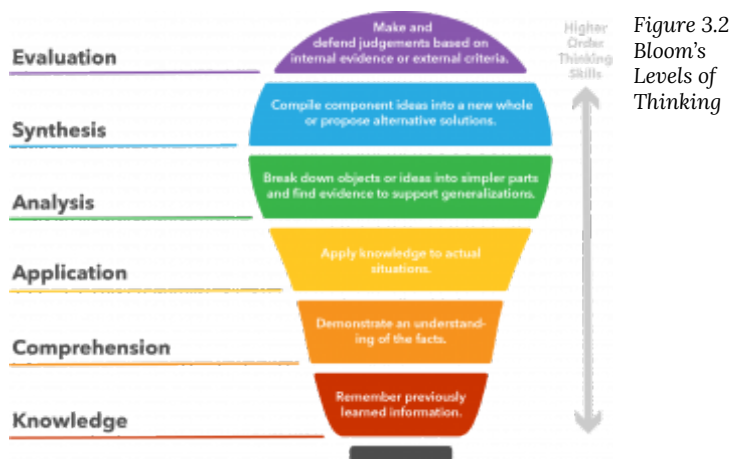 Evaluation
Make and
defend judgements based on
internal evidence or external criteria.
Synthesis
Compile component ideas into a new whole
or propose alternative solutions.
Analysis
Break down objects or ideas into simpler parts
and find evidence to support generalizations.
Application
Apply knowledge to actual
situations.
Comprehension
Demonstrate an understand-
ing of the facts.
Knowledge
Remember previously
learned information.
Higher
Order
Thinking
Skills
Figure 3.2
Bloom's
Levels of
Thinking